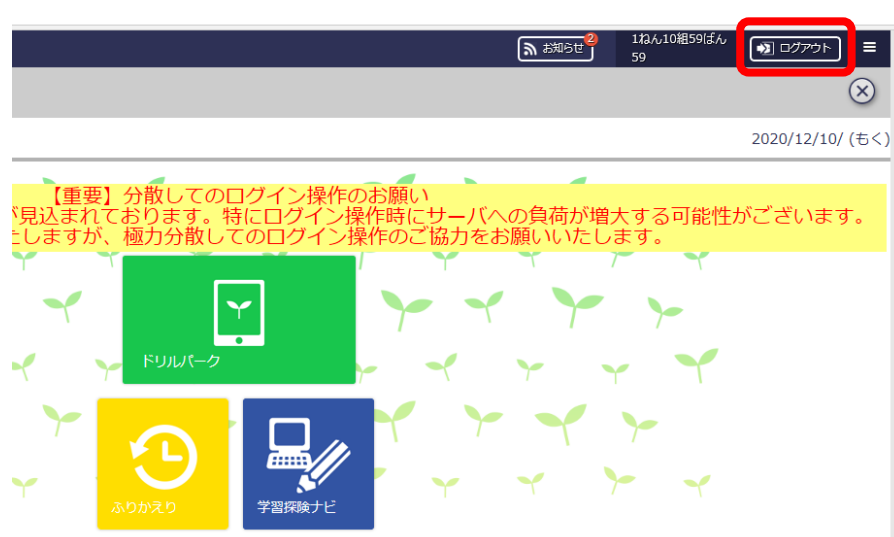 お知らせ
2
1ねん10組59ばん
59
ログアウト
2020/12/10/ (もく)
【重要】分散してのログイン操作のお願い
が見込まれております。特にログイン操作時にサーバへの負荷が増大する可能性がございます。
たしますが、極力分散してのログイン操作のご協力をお願いいたします。
ドリルパーク
ふりかえり
学習探険ナビ